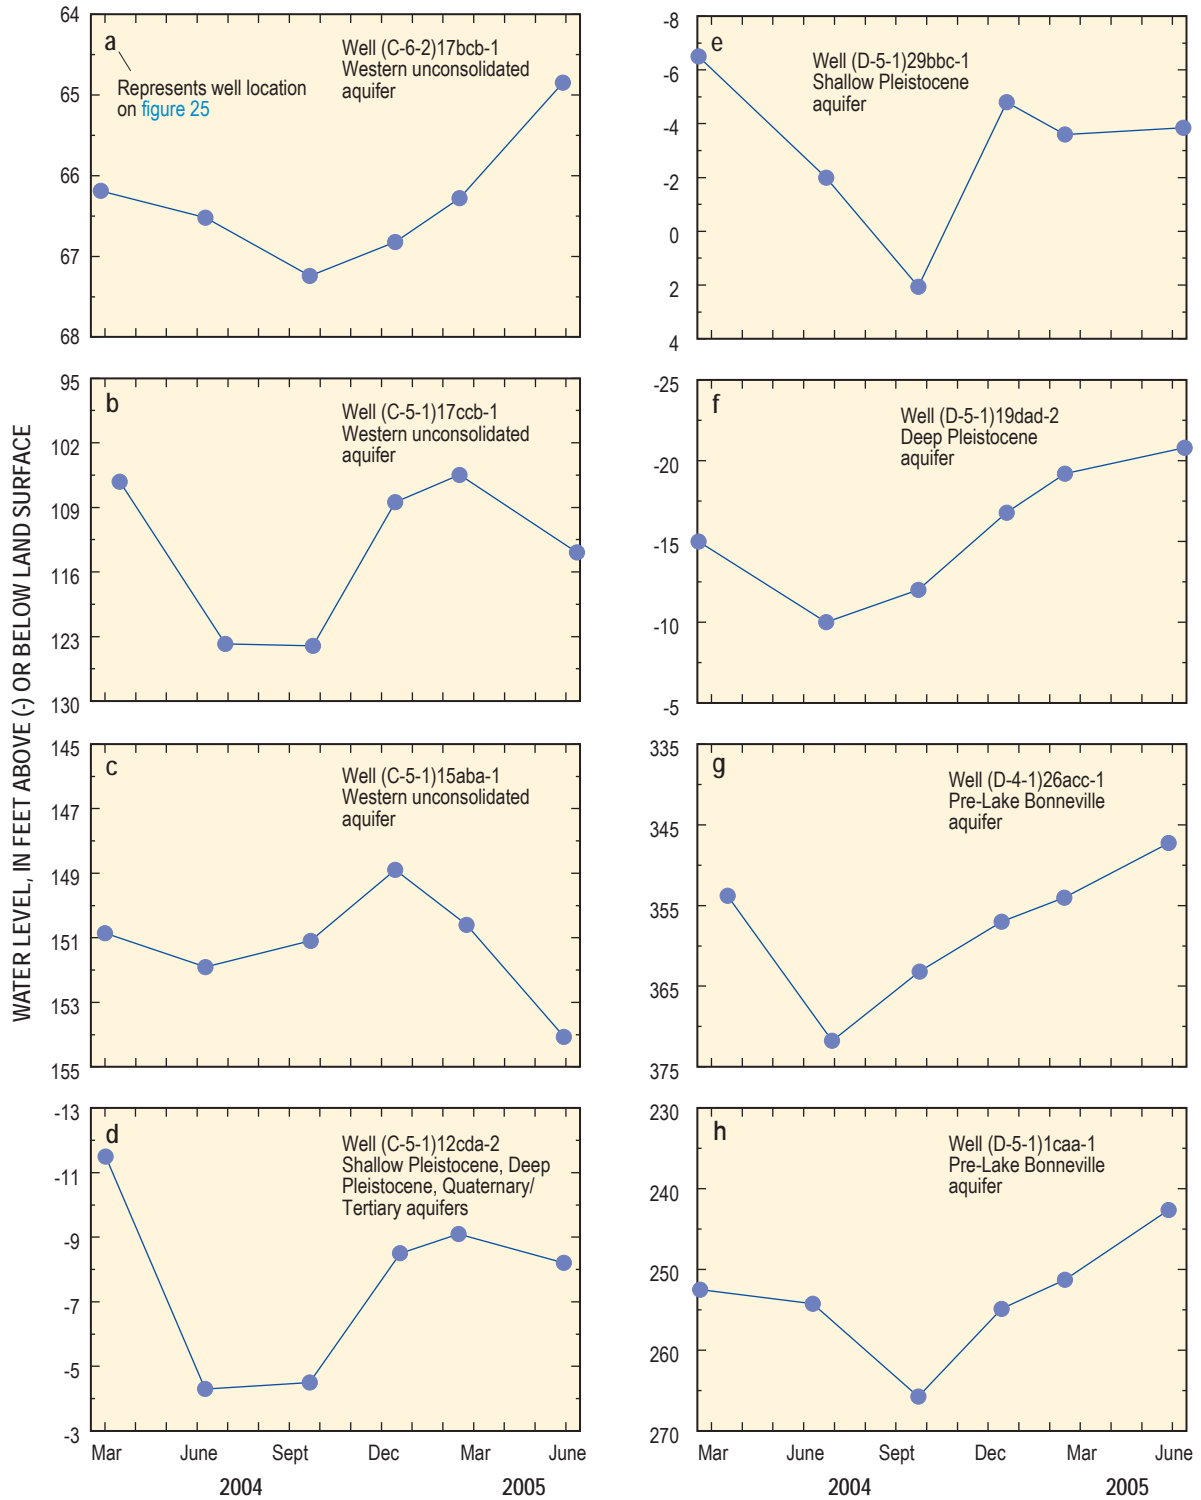 WATER LEVEL, IN FEET ABOVE (-) OR BELOW LAND SURFACE
64
65
66
67
68
a
Represents well location
on figure 25
Well (C-6-2)17bcb-1
Western unconsolidated
aquifer
95
102
109
116
123
130
b
Well (C-5-1)17ccb-1
Western unconsolidated
aquifer
145
147
149
151
153
155
c
Well (C-5-1)15aba-1
Western unconsolidated
aquifer
-13
-11
-9
-7
-5
-3
d
Well (C-5-1)12cda-2
Shallow Pleistocene, Deep
Pleistocene, Quaternary/
Tertiary aquifers
Mar June Sept Dec Mar June
2004 2005
-8
-6
-4
-2
0
2
4
e
Well (D-5-1)29bbc-1
Shallow Pleistocene
aquifer
-25
-20
-15
-10
-5
f
Well (D-5-1)19dad-2
Deep Pleistocene
aquifer
335
345
355
365
375
g
Well (D-4-1)26acc-1
Pre-Lake Bonneville
aquifer
230
240
250
260
270
h
Well (D-5-1)1caa-1
Pre-Lake Bonneville
aquifer
Mar June Sept Dec Mar June
2004 2005